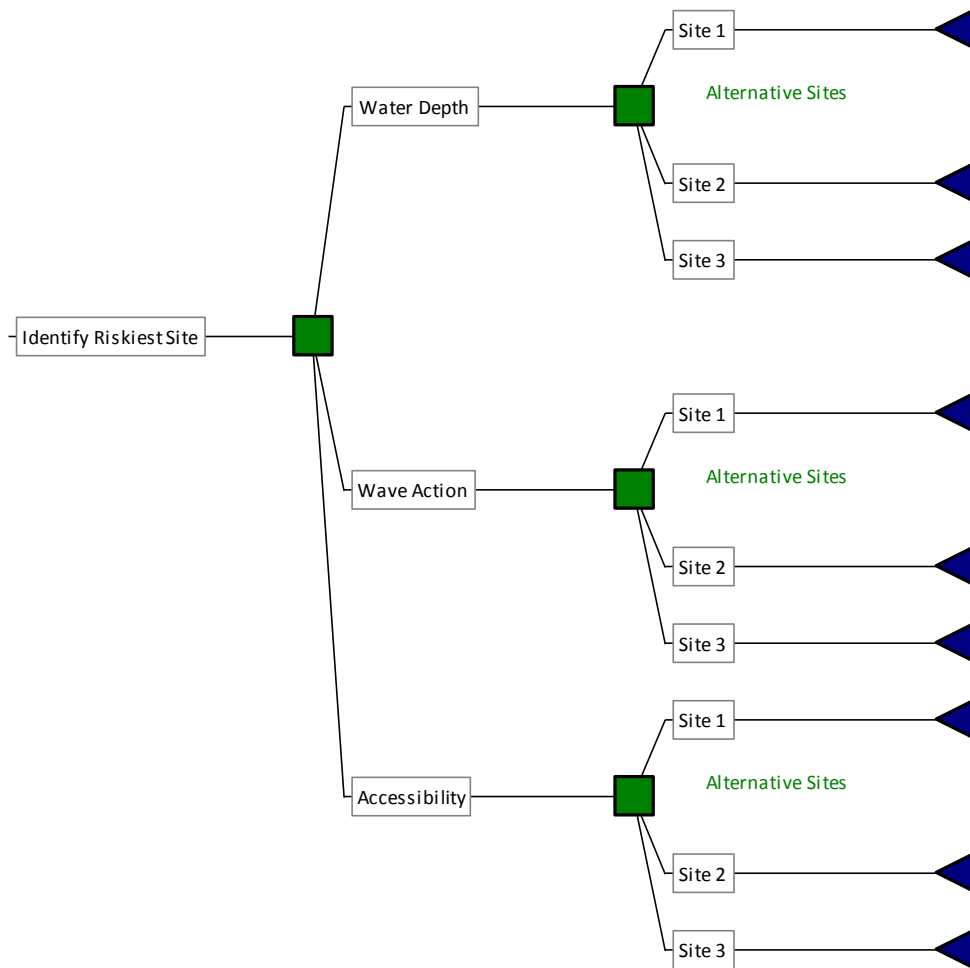 Site 1
Alternative Sites
Water Depth
Site 2
Site 3
Identify Riskiest Site
Site 1
Alternative Sites
Wave Action
Site 2
Site 3
Site 1
Alternative Sites
Accessibility
Site 2
Site 3